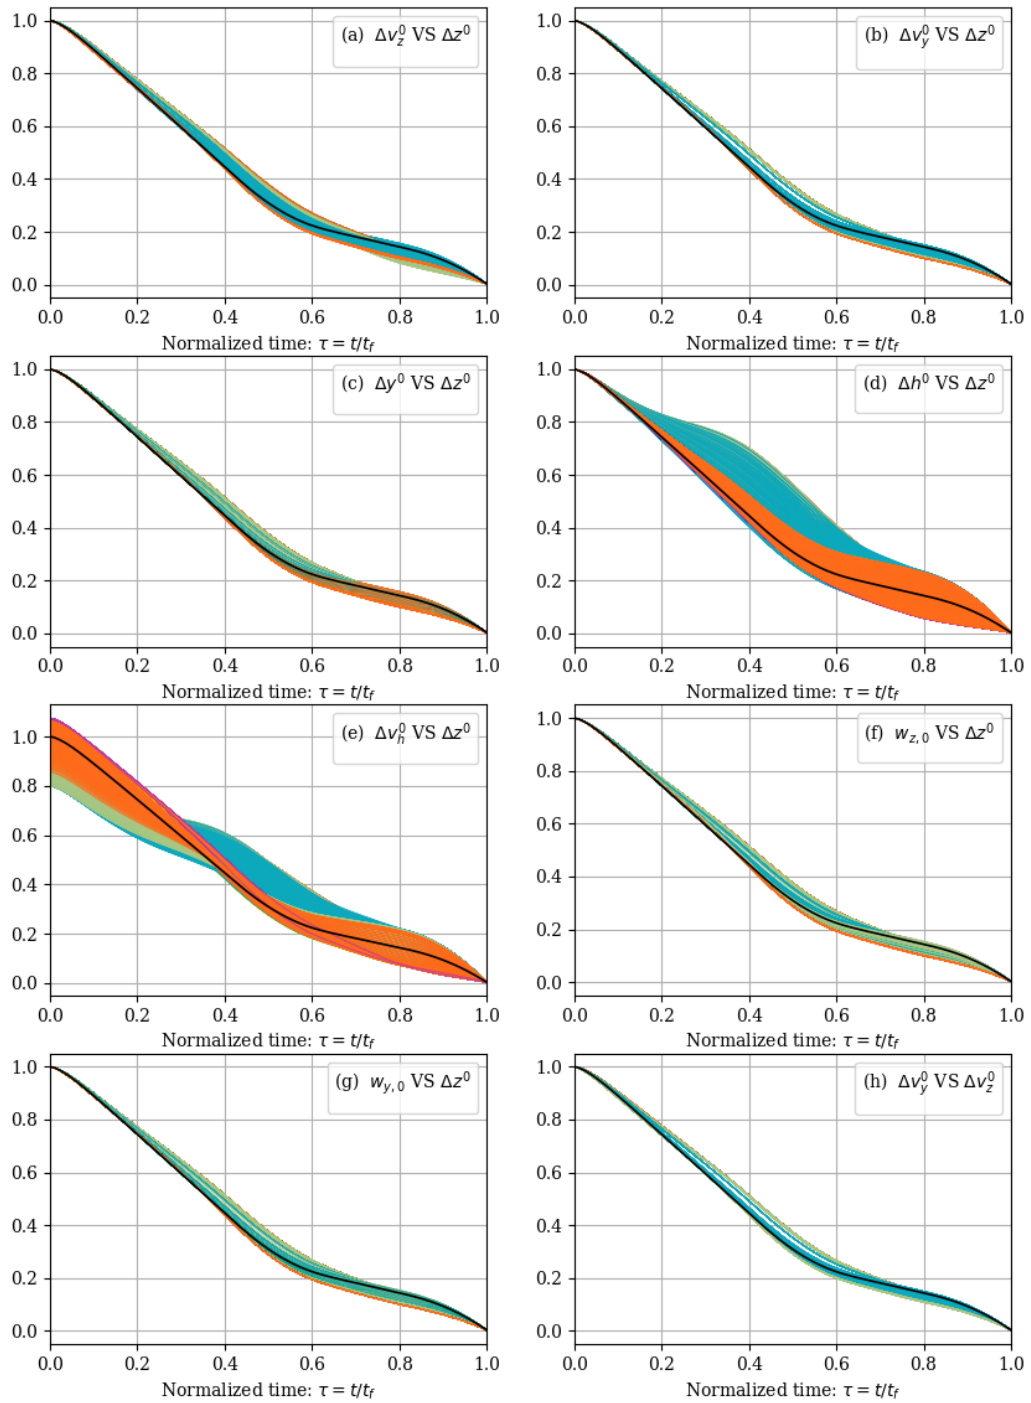 1.0
0.8
0.6
0.4
0.2
0.0
(a) Δv_z^0 VS Δz^0
0.0 0.2 0.4 0.6 0.8 1.0
Normalized time: τ = t/t_f
1.0
0.8
0.6
0.4
0.2
0.0
(b) Δv_y^0 VS Δz^0
0.0 0.2 0.4 0.6 0.8 1.0
Normalized time: τ = t/t_f
1.0
0.8
0.6
0.4
0.2
0.0
(c) Δy^0 VS Δz^0
0.0 0.2 0.4 0.6 0.8 1.0
Normalized time: τ = t/t_f
1.0
0.8
0.6
0.4
0.2
0.0
(d) Δh^0 VS Δz^0
0.0 0.2 0.4 0.6 0.8 1.0
Normalized time: τ = t/t_f
1.0
0.8
0.6
0.4
0.2
0.0
(e) Δv_h^0 VS Δz^0
0.0 0.2 0.4 0.6 0.8 1.0
Normalized time: τ = t/t_f
1.0
0.8
0.6
0.4
0.2
0.0
(f) w_{z,0} VS Δz^0
0.0 0.2 0.4 0.6 0.8 1.0
Normalized time: τ = t/t_f
1.0
0.8
0.6
0.4
0.2
0.0
(g) w_{y,0} VS Δz^0
0.0 0.2 0.4 0.6 0.8 1.0
Normalized time: τ = t/t_f
1.0
0.8
0.6
0.4
0.2
0.0
(h) Δv_y^0 VS Δv_z^0
0.0 0.2 0.4 0.6 0.8 1.0
Normalized time: τ = t/t_f